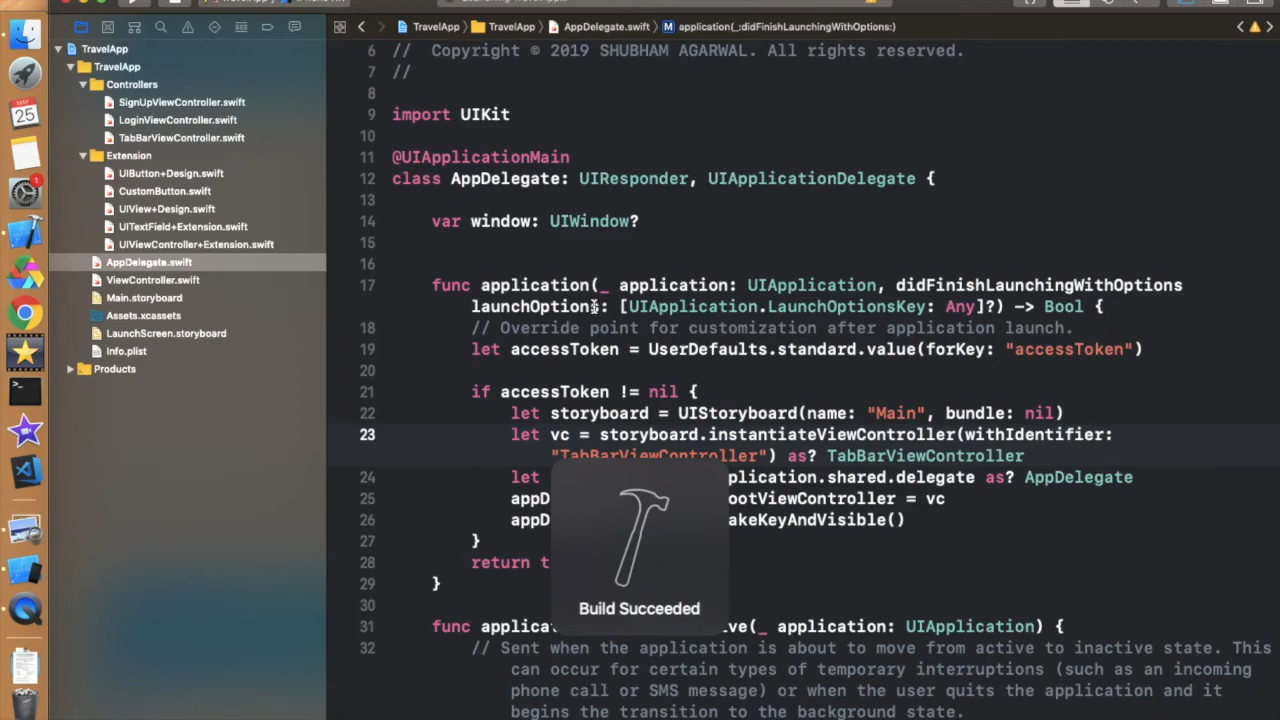 TravelApp
TravelApp
AppDelegate.swift
M
application(_:didFinishLaunchingWithOptions:)
TravelApp
TravelApp
Controllers
SignUpViewController.swift
LoginViewController.swift
TabBarViewController.swift
Extension
UIButton+Design.swift
CustomButton.swift
UIView+Design.swift
UITextField+Extension.swift
UIViewController+Extension.swift
AppDelegate.swift
ViewController.swift
Main.storyboard
Assets.xcassets
LaunchScreen.storyboard
Info.plist
Products
MAY
25
1
6 // Copyright © 2019 SHUBHAM AGARWAL. All rights reserved.
7 //
8
9 import UIKit
10
11 @UIApplicationMain
12 class AppDelegate: UIResponder, UIApplicationDelegate {
13
14 var window: UIWindow?
15
16
17 func application(_ application: UIApplication, didFinishLaunchingWithOptions
launchOptions: [UIApplication.LaunchOptionsKey: Any]?) -> Bool {
18 // Override point for customization after application launch.
19 let accessToken = UserDefaults.standard.value(forKey: "accessToken")
20
21 if accessToken != nil {
22 let storyboard = UIStoryboard(name: "Main", bundle: nil)
23 let vc = storyboard.instantiateViewController(withIdentifier:
"TabBarViewController") as? TabBarViewController
24 let plication.shared.delegate as? AppDelegate
25 appD ootViewController = vc
26 appD akeKeyAndVisible()
27 }
28 return t
29 }
30
31 func applica ve(_ application: UIApplication) {
32 // Sent when the application is about to move from active to inactive state. This
can occur for certain types of temporary interruptions (such as an incoming
phone call or SMS message) or when the user quits the application and it
begins the transition to the background state.
Build Succeeded